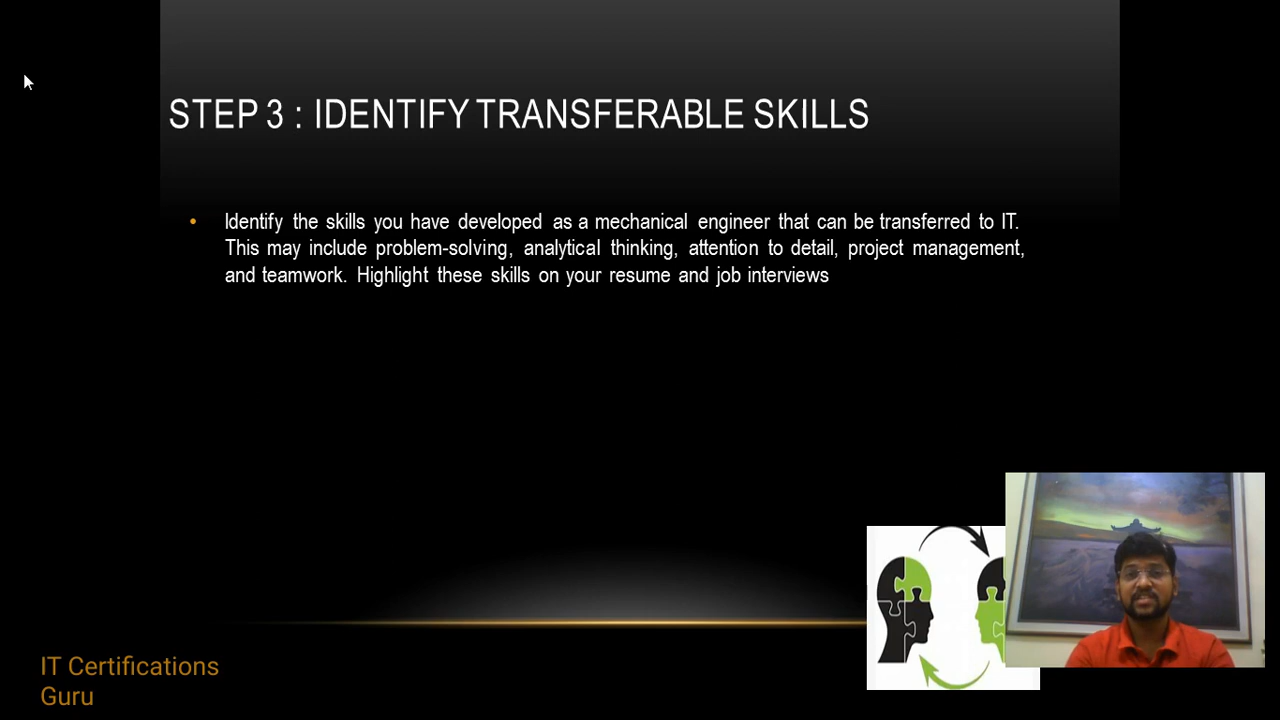 STEP 3 : IDENTIFY TRANSFERABLE SKILLS
• Identify the skills you have developed as a mechanical engineer that can be transferred to IT.
This may include problem-solving, analytical thinking, attention to detail, project management,
and teamwork. Highlight these skills on your resume and job interviews
IT Certifications
Guru